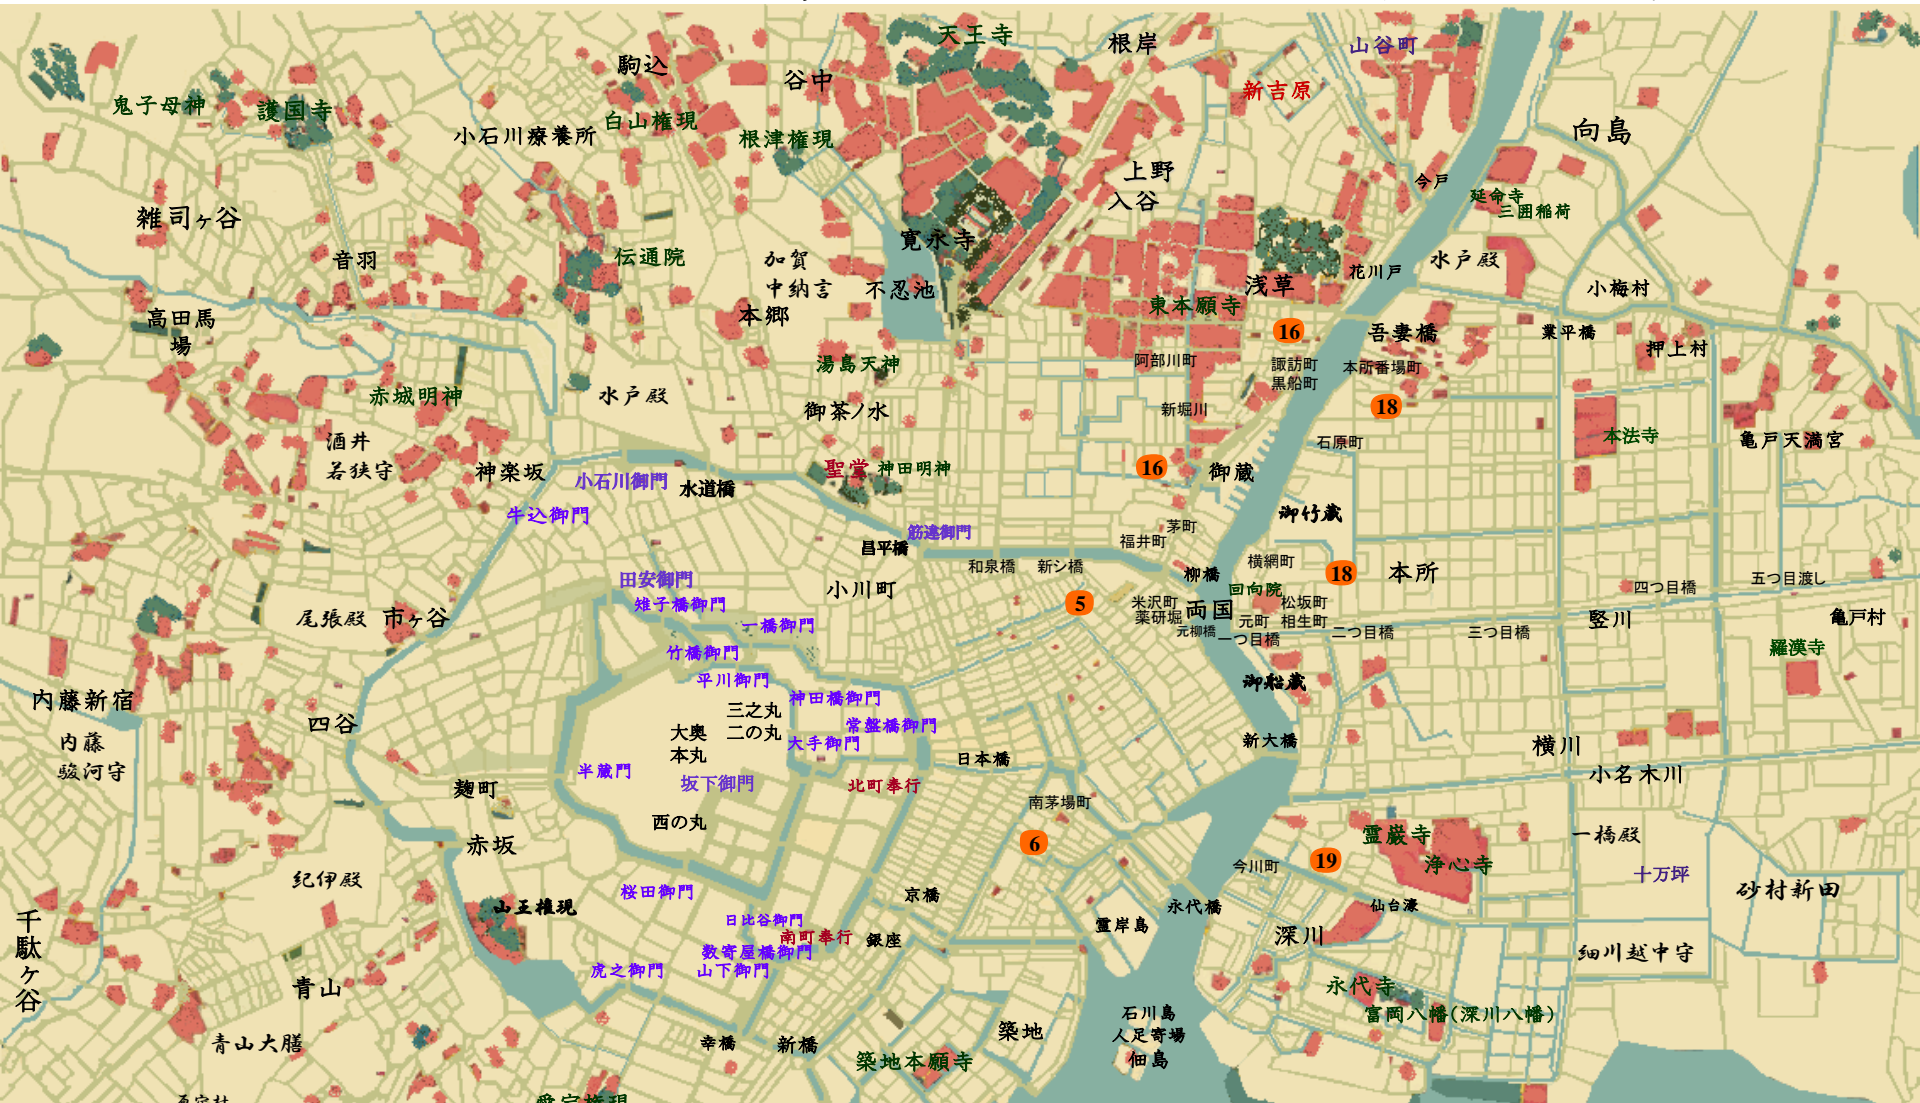 天王寺
根岸
山谷町
駒込
谷中
新吉原
鬼子母神
護国寺
白山権現
小石川療養所
根津権現
向島
上野
入谷
今戸
延命寺
三囲稲荷
雑司ヶ谷
音羽
伝通院
加賀
中納言
寛永寺
不忍池
浅草
花川戸
水戸殿
小梅村
高田馬
場
本郷
東本願寺
16
吾妻橋
業平橋
押上村
湯島天神
阿部川町
諏訪町
黒船町
本所番場町
赤城明神
水戸殿
御茶ノ水
新堀川
18
石原町
本法寺
亀戸天満宮
酒井
若狭守
神楽坂
小石川御門
水道橋
聖堂
神田明神
16
御蔵
牛込御門
御竹蔵
筋違御門
昌平橋
茅町
福井町
和泉橋
新シ橋
柳橋
横網町
18
本所
田安御門
小川町
回向院
四つ目橋
五つ目渡し
雉子橋御門
5
米沢町
薬研堀
両国
松坂町
元町
相生町
尾張殿
市ヶ谷
一橋御門
元柳橋
一つ目橋
二つ目橋
三つ目橋
竪川
亀戸村
竹橋御門
羅漢寺
平川御門
御船蔵
内藤新宿
四谷
神田橋御門
三之丸
二の丸
大奥
本丸
常盤橋御門
大手御門
新大橋
内藤
駿河守
日本橋
横川
半蔵門
坂下御門
北町奉行
小名木川
麹町
南茅場町
西の丸
6
赤坂
霊巌寺
浄心寺
一橋殿
19
今川町
十万坪
紀伊殿
桜田御門
京橋
砂村新田
山王権現
永代橋
仙台濠
日比谷御門
南町奉行
銀座
霊岸島
深川
千駄ヶ谷
数寄屋橋御門
細川越中守
虎之御門
山下御門
青山
永代寺
富岡八幡(深川八幡)
石川島
人足寄場
佃島
築地
青山大膳
幸橋
新橋
築地本願寺